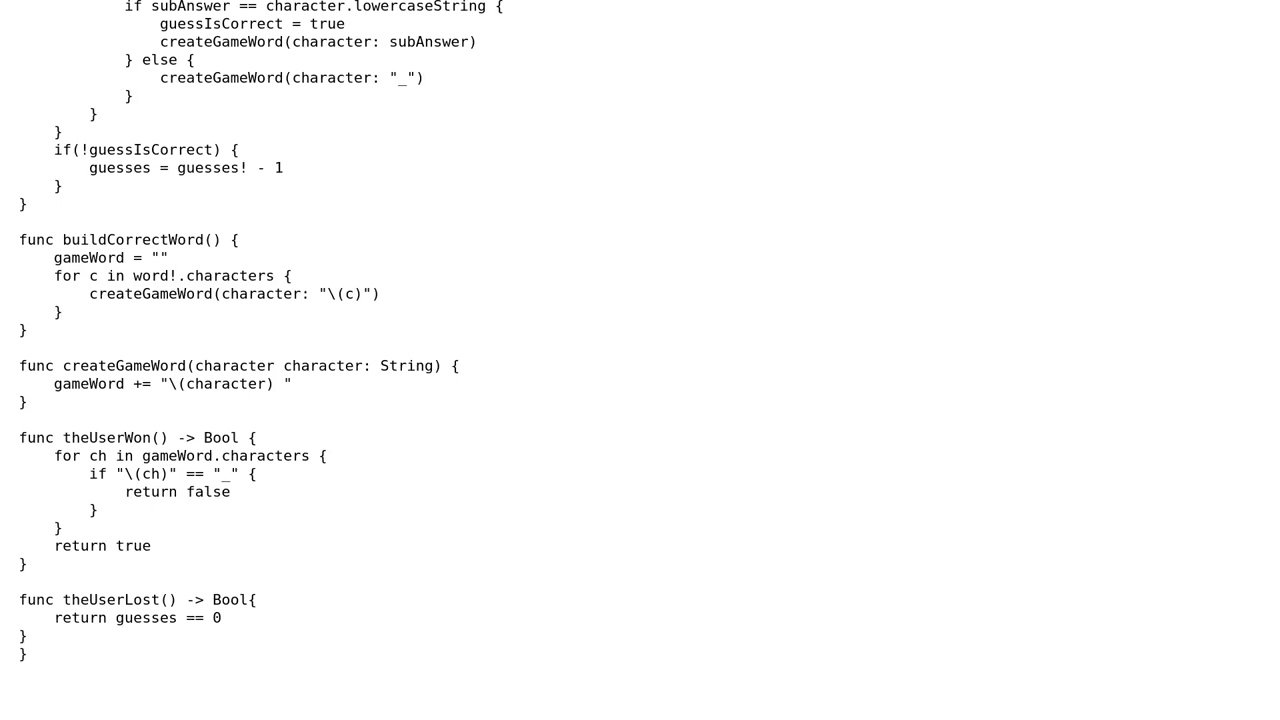 if subAnswer == character.lowercaseString {
                guessIsCorrect = true
                createGameWord(character: subAnswer)
            } else {
                createGameWord(character: "_")
            }
        }
    }
    if(!guessIsCorrect) {
        guesses = guesses! - 1
    }
}

func buildCorrectWord() {
    gameWord = ""
    for c in word!.characters {
        createGameWord(character: "\(c)")
    }
}

func createGameWord(character character: String) {
    gameWord += "\(character) "
}

func theUserWon() -> Bool {
    for ch in gameWord.characters {
        if "\(ch)" == "_" {
            return false
        }
    }
    return true
}

func theUserLost() -> Bool{
    return guesses == 0
}
}